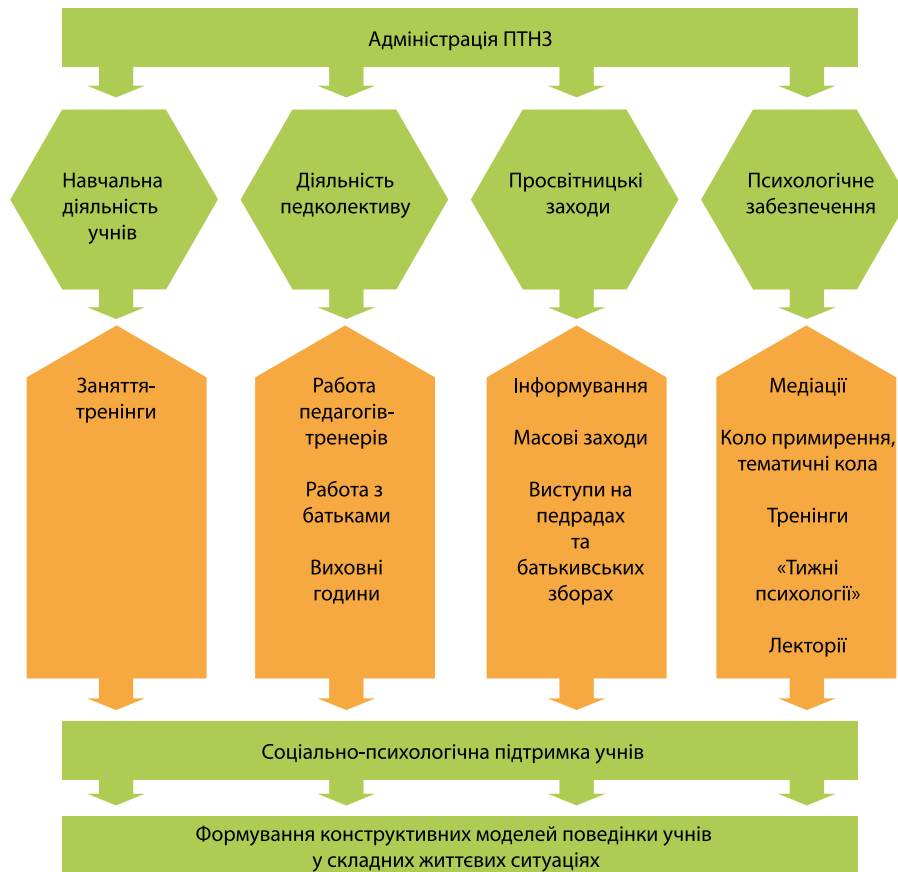 Адміністрація ПТНЗ
Навчальна
діяльність
учнів
Діяльність
педколективу
Просвітницькі
заходи
Психологічне
забезпечення
Заняття-
тренінги
Работа
педагогів-
тренерів
Работа з
батьками
Виховні
години
Інформування
Масові заходи
Виступи на
педрадах
та
батькивських
зборах
Медіації
Коло примирення,
тематичні кола
Тренінги
«Тижні
психології»
Лекторії
Соціально-психологічна підтримка учнів
Формування конструктивних моделей поведінки учнів
у складних життєвих ситуаціях